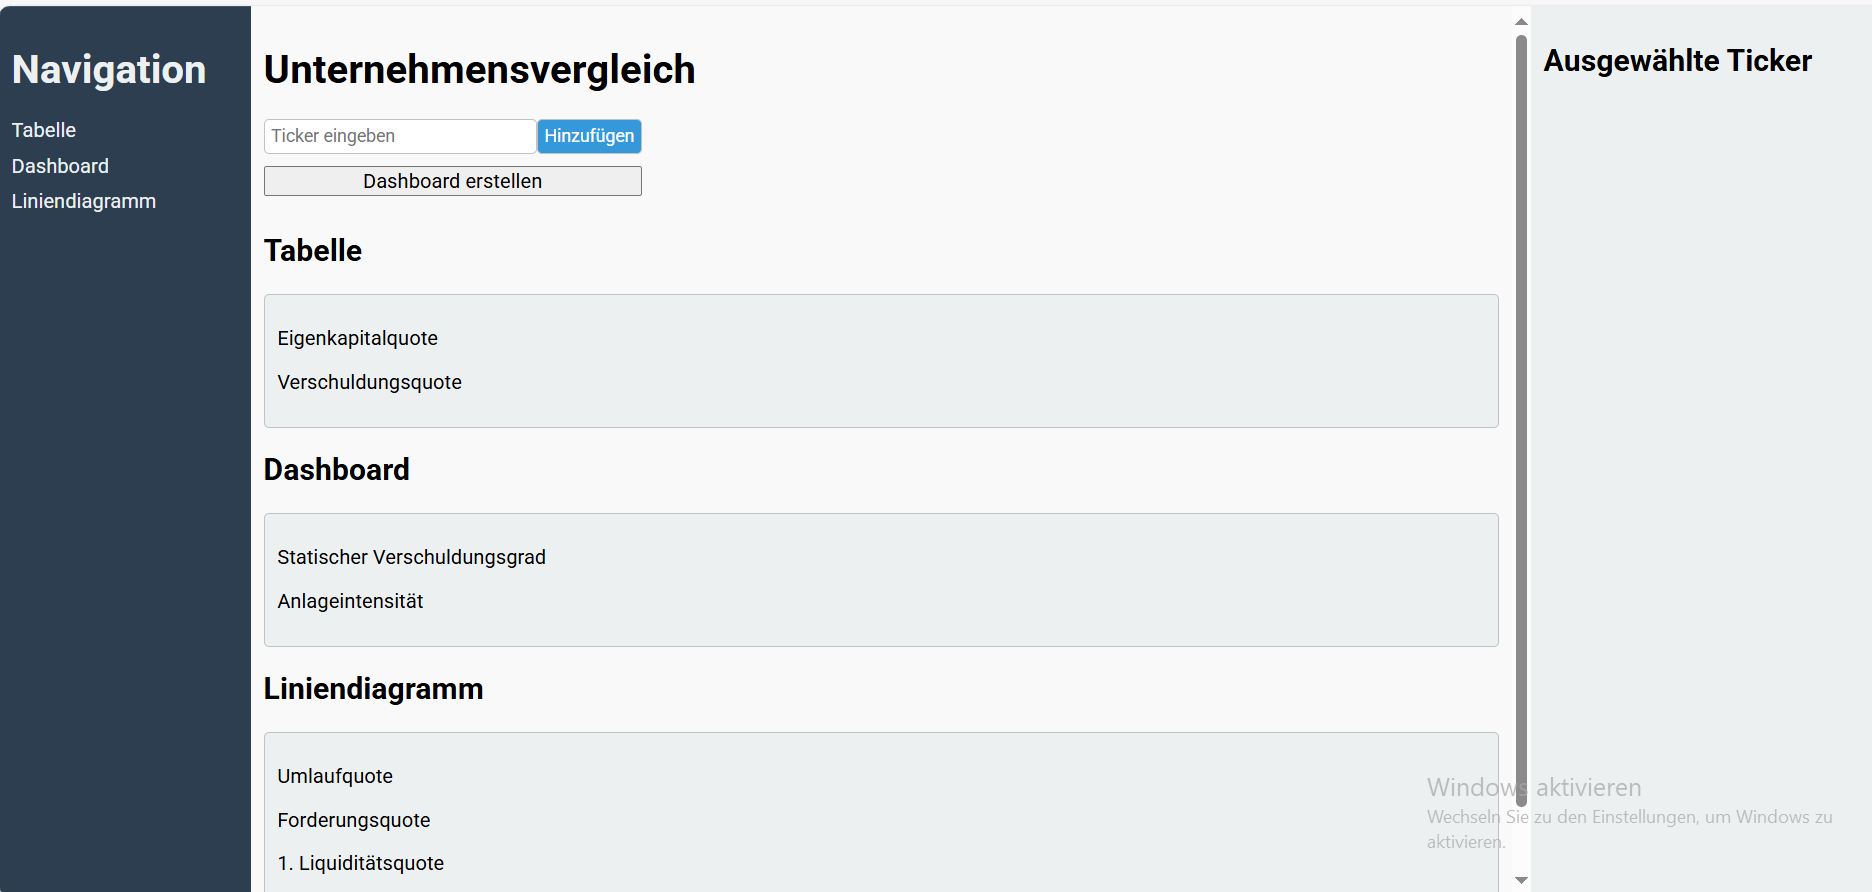 Navigation
Tabelle
Dashboard
Liniendiagramm
Unternehmensvergleich
Ticker eingeben
Hinzufügen
Dashboard erstellen
Tabelle
Eigenkapitalquote
Verschuldungsquote
Dashboard
Statischer Verschuldungsgrad
Anlageintensität
Liniendiagramm
Umlaufquote
Forderungsquote
1. Liquiditätsquote
Ausgewählte Ticker
Windows aktivieren
Wechseln Sie zu den Einstellungen, um Windows zu
aktivieren.